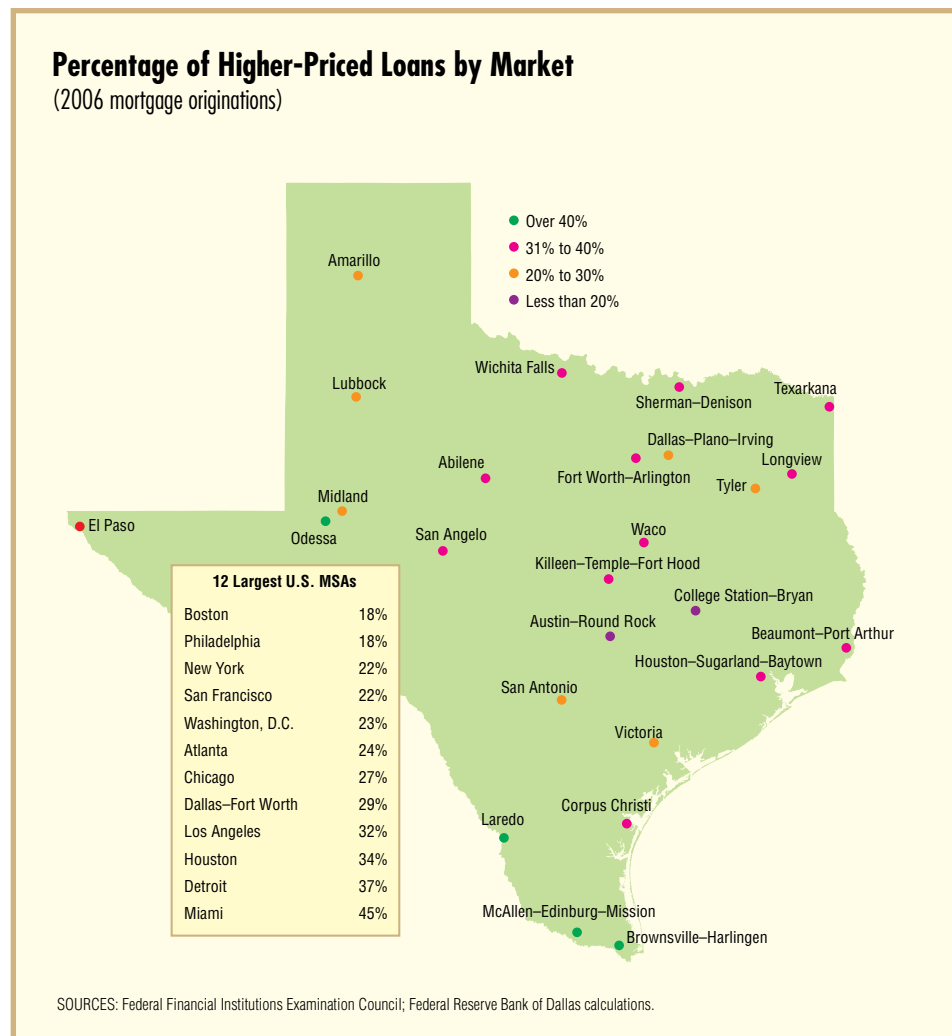 Percentage of Higher-Priced Loans by Market
(2006 mortgage originations)
Over 40%
31% to 40%
20% to 30%
Less than 20%
Amarillo
Wichita Falls
Lubbock
Sherman–Denison
Texarkana
Dallas–Plano–Irving
Abilene
Fort Worth–Arlington
Longview
Tyler
Midland
El Paso
Odessa
San Angelo
Waco
Killeen–Temple–Fort Hood
College Station–Bryan
Austin–Round Rock
Beaumont–Port Arthur
Houston–Sugarland–Baytown
San Antonio
Victoria
Corpus Christi
Laredo
McAllen–Edinburg–Mission
Brownsville–Harlingen
12 Largest U.S. MSAs
Boston 18%
Philadelphia 18%
New York 22%
San Francisco 22%
Washington, D.C. 23%
Atlanta 24%
Chicago 27%
Dallas–Fort Worth 29%
Los Angeles 32%
Houston 34%
Detroit 37%
Miami 45%
SOURCES: Federal Financial Institutions Examination Council; Federal Reserve Bank of Dallas calculations.